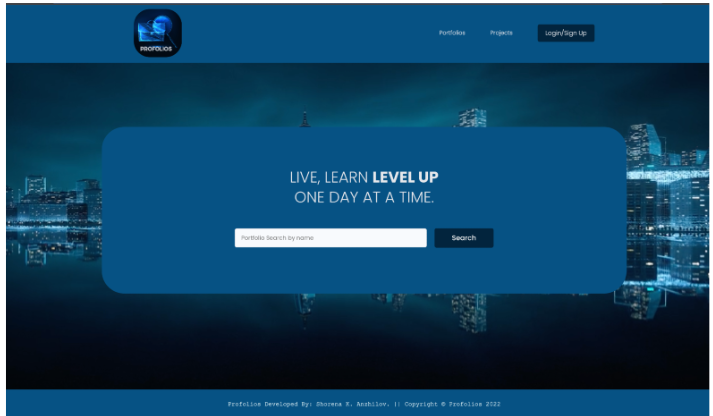 PROFOLIOS
Portfolios Projects Login/Sign Up
LIVE, LEARN LEVEL UP
ONE DAY AT A TIME.
Portfolio Search by name Search
Profolios Developed By: Shorena K. Anzhilov. || Copyright © Profolios 2022